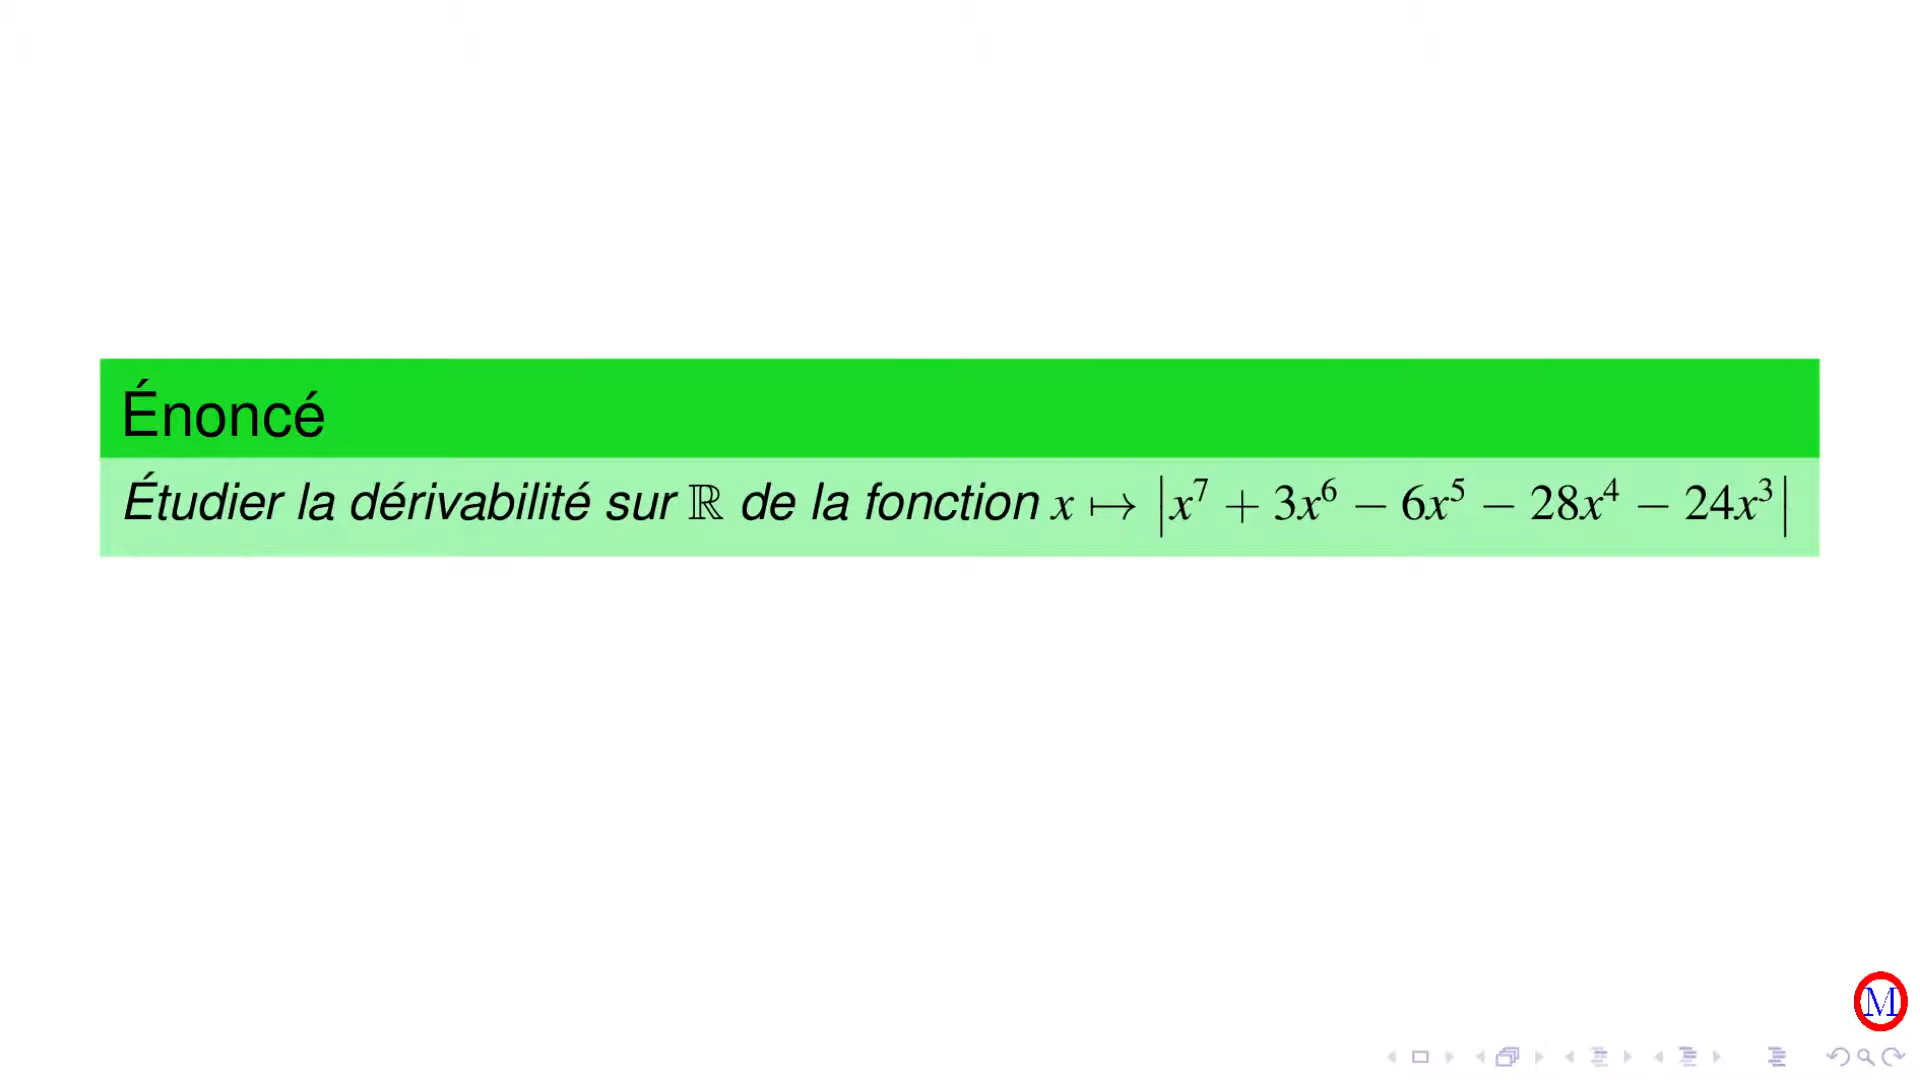 Énoncé
Étudier la dérivabilité sur ℝ de la fonction x ↦ |x⁷ + 3x⁶ − 6x⁵ − 28x⁴ − 24x³|
M